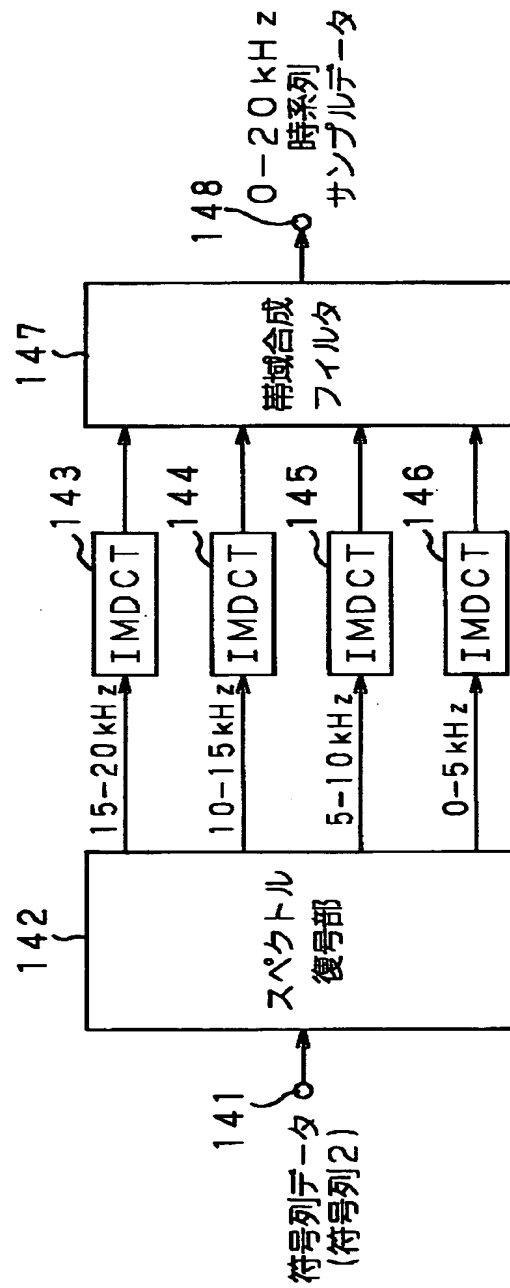 符号列データ
(符号列2)
141
142
スペクトル
復号部
15-20kHz
10-15kHz
5-10kHz
0-5kHz
143
IMDCT
144
IMDCT
145
IMDCT
146
IMDCT
147
帯域合成
フィルタ
148
0-20kHz
時系列
サンプルデータ